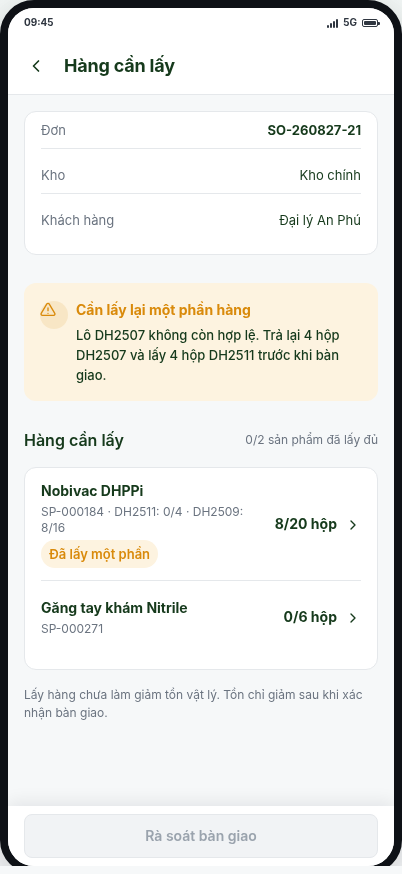 09:45
5G
Hàng cần lấy
Đơn SO-260827-21
Kho Kho chính
Khách hàng Đại lý An Phú
Cần lấy lại một phần hàng
Lô DH2507 không còn hợp lệ. Trả lại 4 hộp
DH2507 và lấy 4 hộp DH2511 trước khi bàn
giao.
Hàng cần lấy 0/2 sản phẩm đã lấy đủ
Nobivac DHPPi
SP-000184 · DH2511: 0/4 · DH2509:
8/16
8/20 hộp
Đã lấy một phần
Găng tay khám Nitrile
SP-000271
0/6 hộp
Lấy hàng chưa làm giảm tồn vật lý. Tồn chỉ giảm sau khi xác
nhận bàn giao.
Rà soát bàn giao